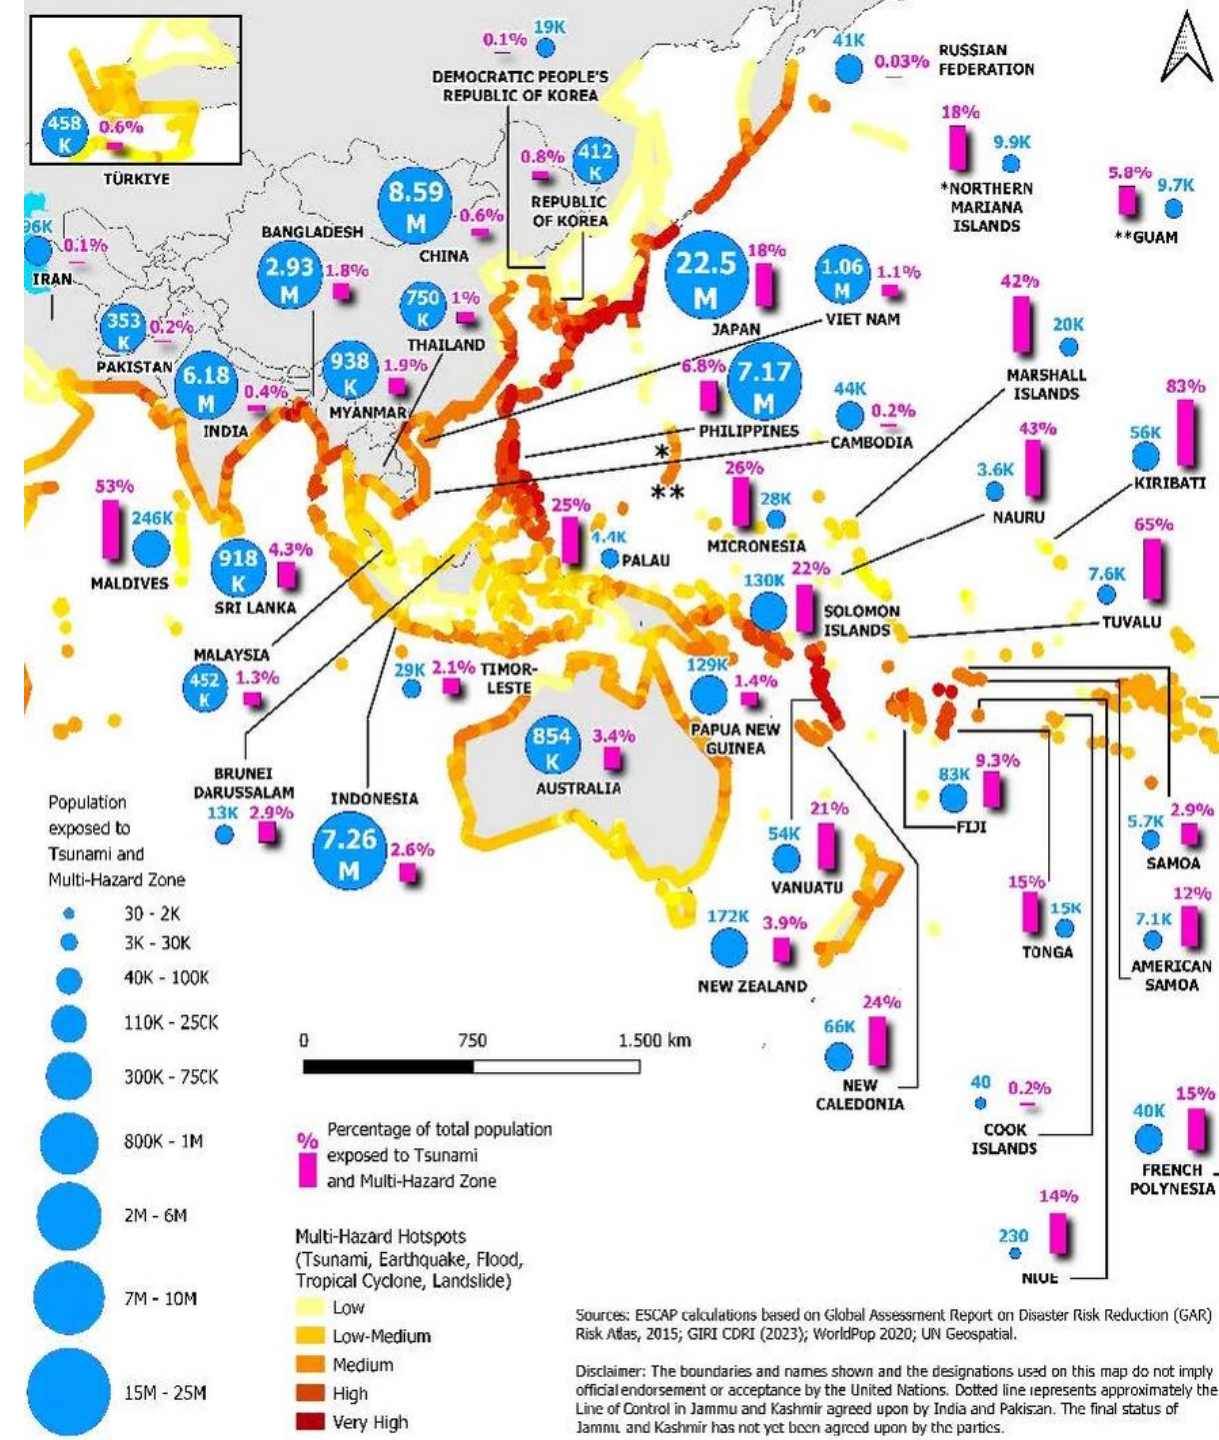 0.1%
19K
DEMOCRATIC PEOPLE'S
REPUBLIC OF KOREA
41K
0.03%
RUSSIAN
FEDERATION
458
K
0.6%
TÜRKIYE
18%
9.9K
*NORTHERN
MARIANA
ISLANDS
5.8%
9.7K
**GUAM
0.8%
412
K
REPUBLIC
OF KOREA
8.59
M
0.6%
CHINA
96K
0.1%
IRAN
BANGLADESH
2.93
M
1.8%
750
K
1%
THAILAND
22.5
M
18%
JAPAN
1.06
M
1.1%
VIET NAM
42%
20K
MARSHALL
ISLANDS
353
K
0.2%
PAKISTAN
6.18
M
0.4%
INDIA
938
K
1.9%
MYANMAR
6.8%
7.17
M
PHILIPPINES
44K
0.2%
CAMBODIA
83%
56K
KIRIBATI
*
**
43%
3.6K
NAURU
53%
246K
MALDIVES
918
K
4.3%
SRI LANKA
25%
4.4K
PALAU
26%
28K
MICRONESIA
65%
7.6K
TUVALU
130K
22%
SOLOMON
ISLANDS
MALAYSIA
452
K
1.3%
29K
2.1%
TIMOR-
LESTE
129K
1.4%
PAPUA NEW
GUINEA
854
K
3.4%
AUSTRALIA
BRUNEI
DARUSSALAM
13K
2.9%
INDONESIA
7.26
M
2.6%
83K
9.3%
FIJI
54K
21%
VANUATU
5.7K
2.9%
SAMOA
15%
15K
TONGA
12%
7.1K
AMERICAN
SAMOA
172K
3.9%
NEW ZEALAND
66K
24%
NEW
CALEDONIA
40
0.2%
COOK
ISLANDS
15%
40K
FRENCH
POLYNESIA
14%
230
NIUE
Population
exposed to
Tsunami and
Multi-Hazard Zone
30 - 2K
3K - 30K
40K - 100K
110K - 25CK
300K - 75CK
800K - 1M
2M - 6M
7M - 10M
15M - 25M
0 750 1.500 km
%
Percentage of total population
exposed to Tsunami
and Multi-Hazard Zone
Multi-Hazard Hotspots
(Tsunami, Earthquake, Flood,
Tropical Cyclone, Landslide)
Low
Low-Medium
Medium
High
Very High
Sources: ESCAP calculations based on Global Assessment Report on Disaster Risk Reduction (GAR)
Risk Atlas, 2015; GIRI CDRI (2023); WorldPop 2020; UN Geospatial.
Disclaimer: The boundaries and names shown and the designations used on this map do not imply
official endorsement or acceptance by the United Nations. Dotted line represents approximately the
Line of Control in Jammu and Kashmir agreed upon by India and Pakistan. The final status of
Jammu and Kashmir has not yet been agreed upon by the parties.